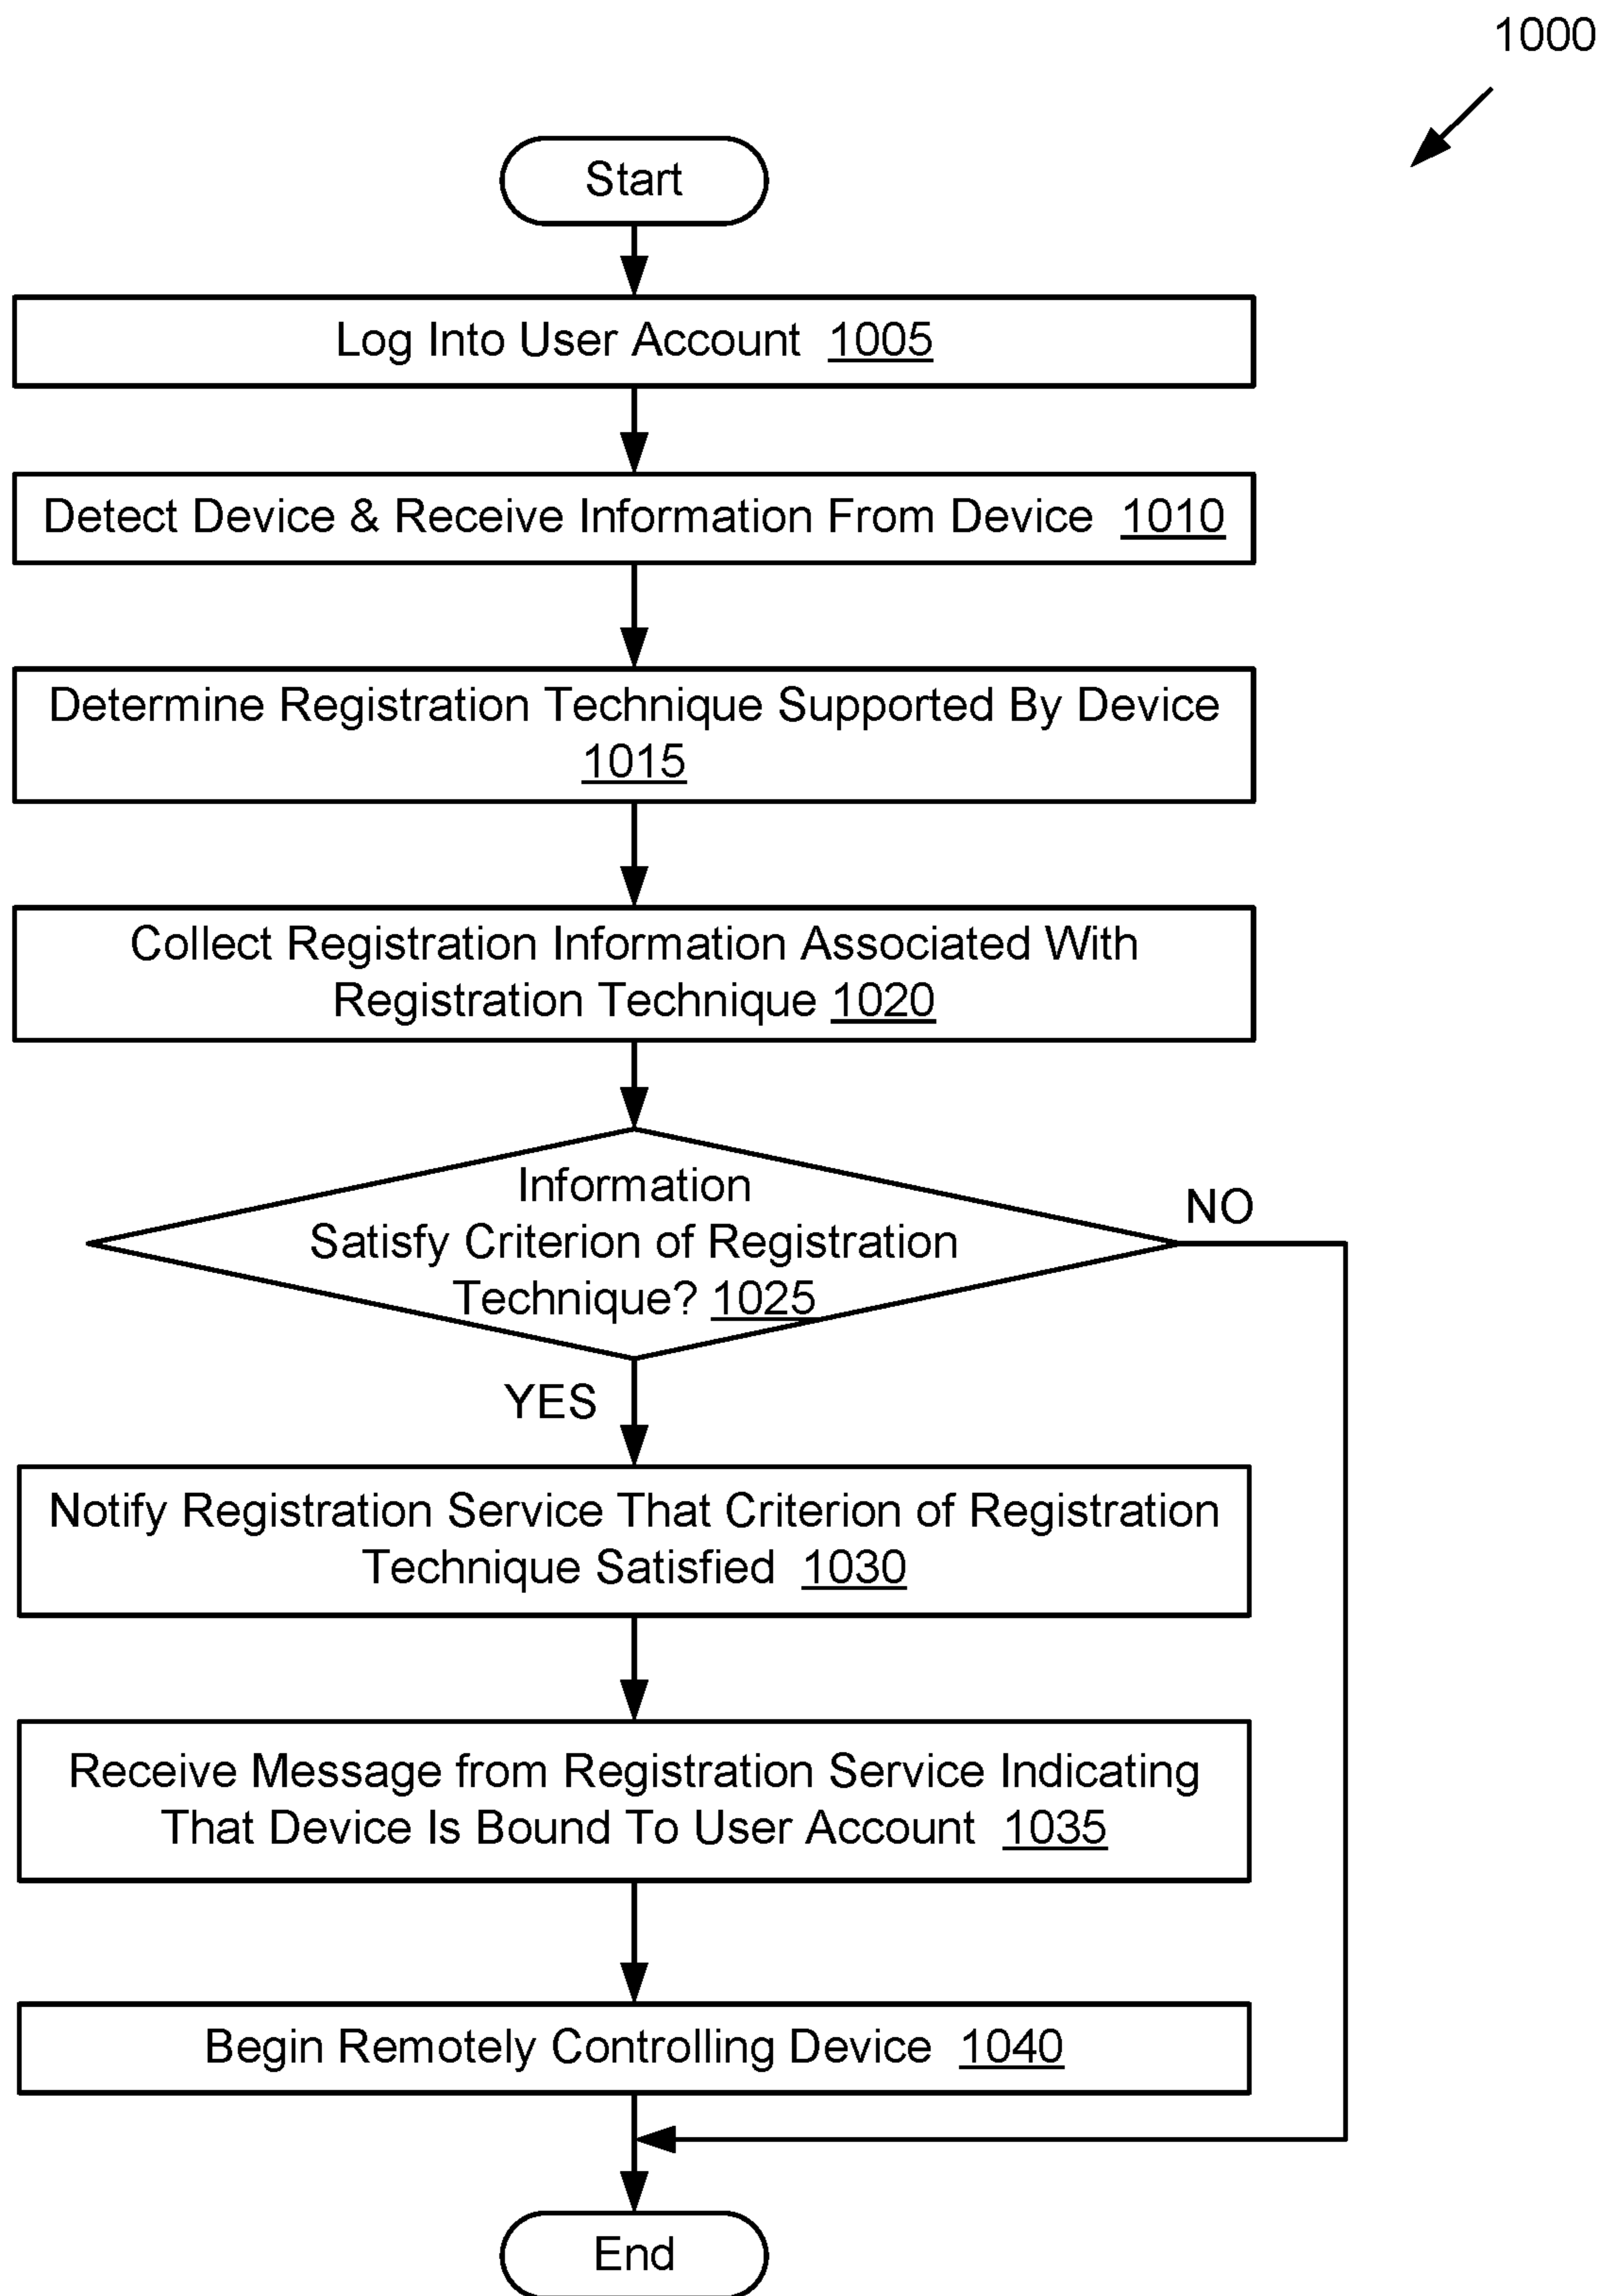 1000
Start
Log Into User Account 1005
Detect Device & Receive Information From Device 1010
Determine Registration Technique Supported By Device
1015
Collect Registration Information Associated With
Registration Technique 1020
Information
Satisfy Criterion of Registration
Technique? 1025
NO
YES
Notify Registration Service That Criterion of Registration
Technique Satisfied 1030
Receive Message from Registration Service Indicating
That Device Is Bound To User Account 1035
Begin Remotely Controlling Device 1040
End